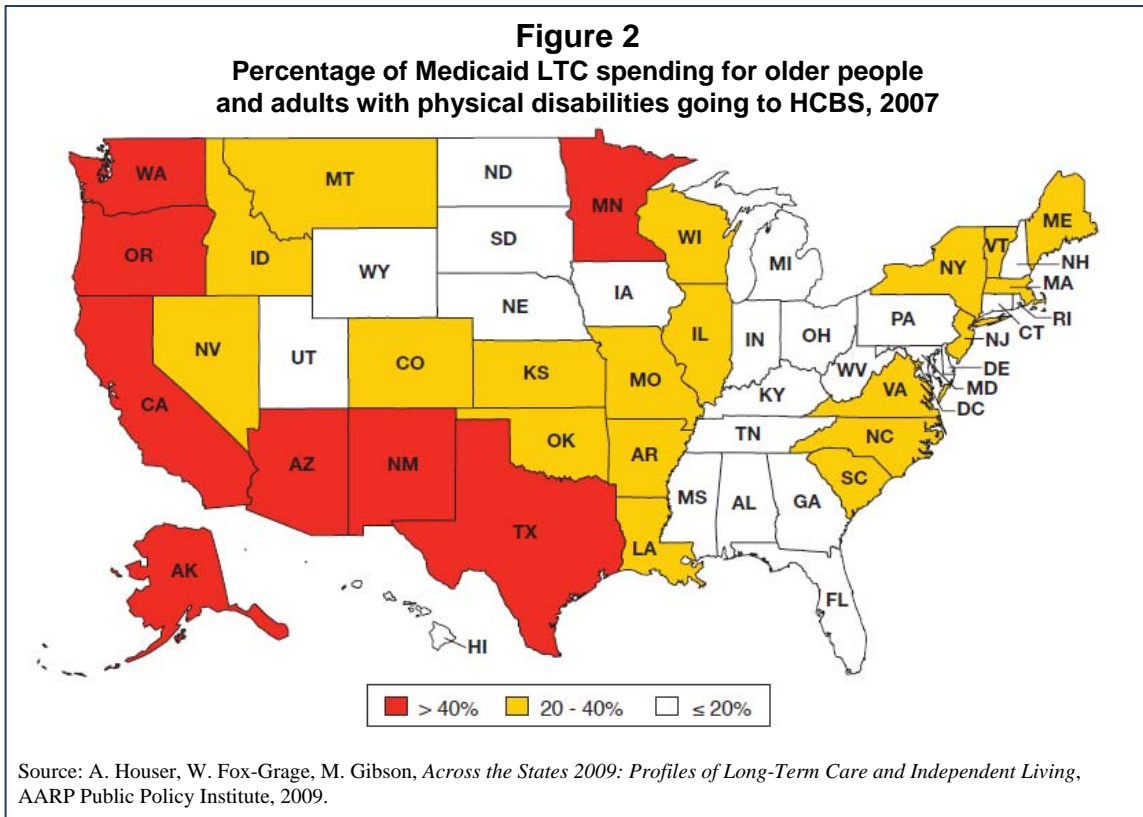 Figure 2
Percentage of Medicaid LTC spending for older people
and adults with physical disabilities going to HCBS, 2007
WA
MT
ND
MN
OR
ID
WY
SD
WI
MI
NY
VT
ME
NH
MA
RI
CT
NJ
DE
MD
DC
NV
UT
CO
NE
IA
IL
IN
OH
PA
WV
VA
CA
KS
MO
KY
AZ
NM
OK
AR
TN
NC
SC
TX
LA
MS
AL
GA
FL
AK
HI
> 40% 20 - 40% ≤ 20%
Source: A. Houser, W. Fox-Grage, M. Gibson, Across the States 2009: Profiles of Long-Term Care and Independent Living,
AARP Public Policy Institute, 2009.